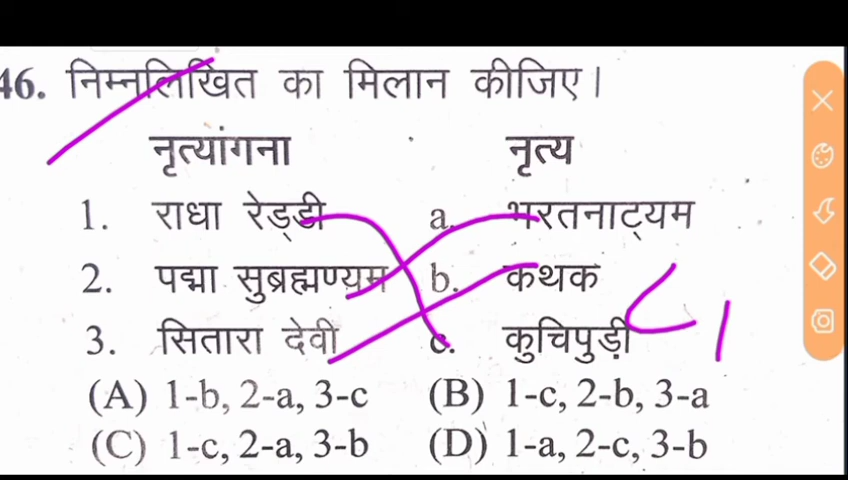 46. निम्नलिखित का मिलान कीजिए।
नृत्यांगना नृत्य
1. राधा रेड्डी a. भरतनाट्यम
2. पद्मा सुब्रह्मण्यम b. कथक
3. सितारा देवी c. कुचिपुड़ी
(A) 1-b, 2-a, 3-c (B) 1-c, 2-b, 3-a
(C) 1-c, 2-a, 3-b (D) 1-a, 2-c, 3-b